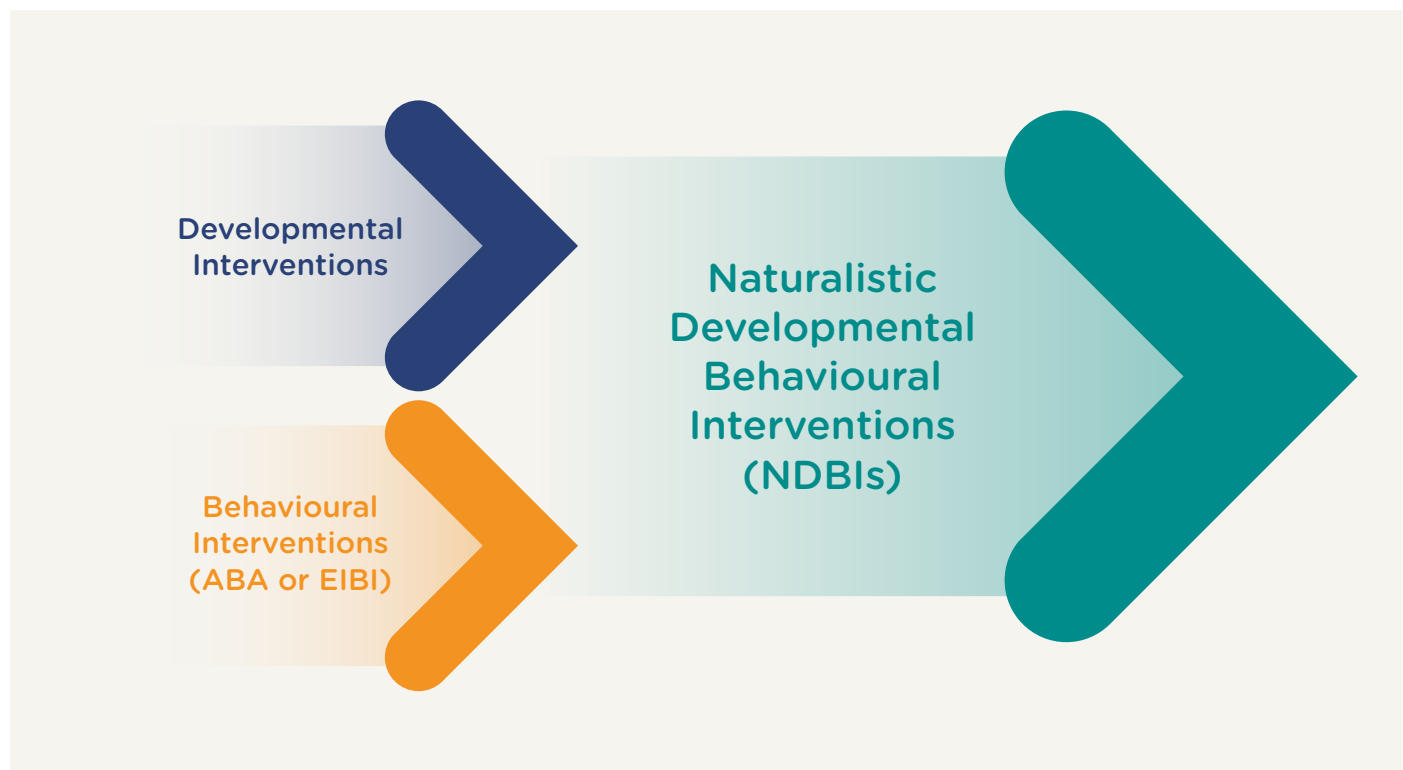 Developmental
Interventions
Behavioural
Interventions
(ABA or EIBI)
Naturalistic
Developmental
Behavioural
Interventions
(NDBIs)